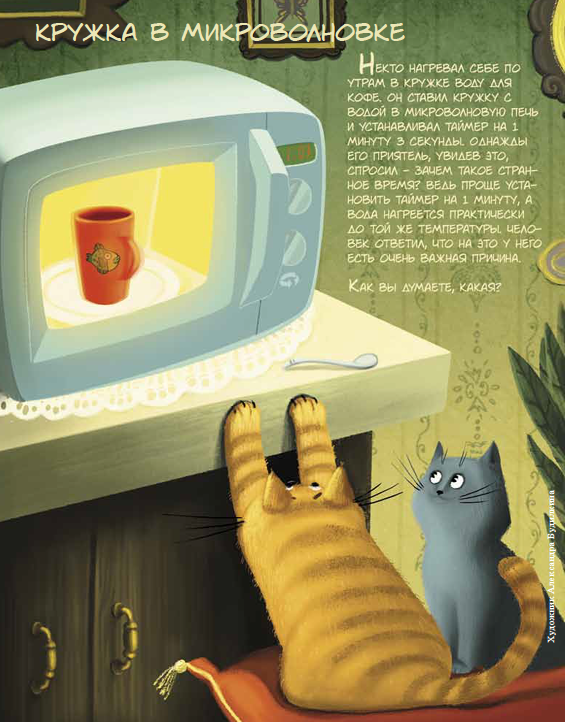 КРУЖКА В МИКРОВОЛНОВКЕ
НЕКТО НАГРЕВАЛ СЕБЕ ПО
УТРАМ В КРУЖКЕ ВОДУ ДЛЯ
КОФЕ. ОН СТАВИЛ КРУЖКУ С
ВОДОЙ В МИКРОВОЛНОВУЮ ПЕЧЬ
И УСТАНАВЛИВАЛ ТАЙМЕР НА 1
МИНУТУ 3 СЕКУНДЫ. ОДНАЖДЫ
ЕГО ПРИЯТЕЛЬ, УВИДЕВ ЭТО,
СПРОСИЛ – ЗАЧЕМ ТАКОЕ СТРАН-
НОЕ ВРЕМЯ? ВЕДЬ ПРОЩЕ УСТА-
НОВИТЬ ТАЙМЕР НА 1 МИНУТУ, А
ВОДА НАГРЕЕТСЯ ПРАКТИЧЕСКИ
ДО ТОЙ ЖЕ ТЕМПЕРАТУРЫ. ЧЕЛО-
ВЕК ОТВЕТИЛ, ЧТО НА ЭТО У НЕГО
ЕСТЬ ОЧЕНЬ ВАЖНАЯ ПРИЧИНА.
КАК ВЫ ДУМАЕТЕ, КАКАЯ?
1:03
Художник Александра